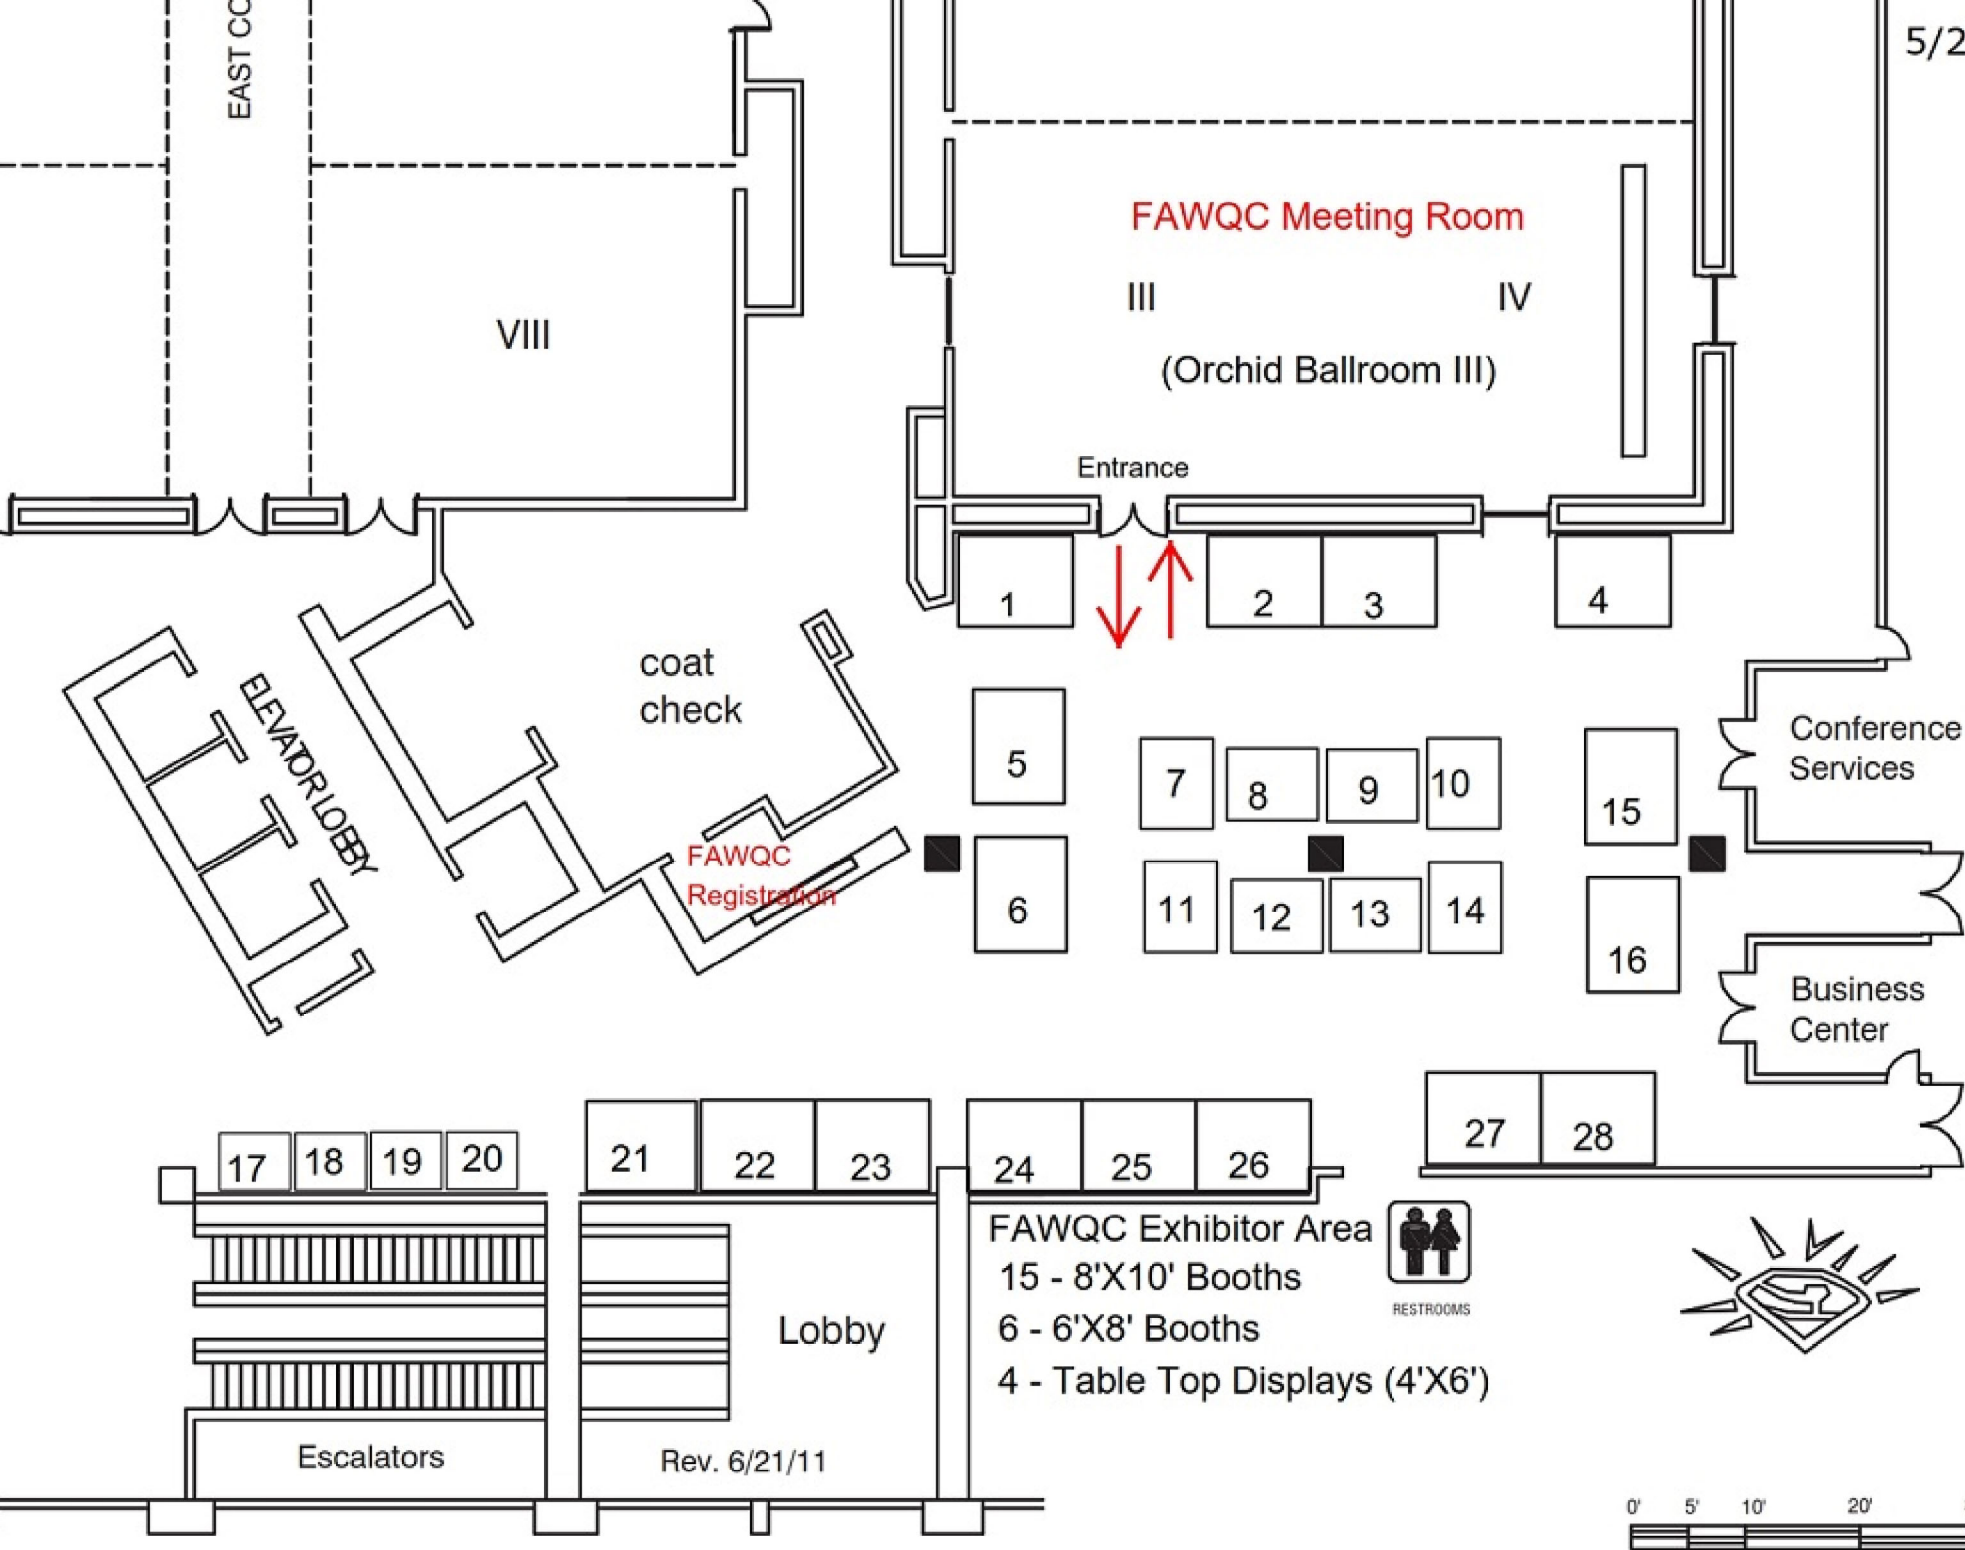 EAST CO
5/2
FAWQC Meeting Room
III
IV
VIII
(Orchid Ballroom III)
Entrance
1
2
3
4
coat
check
ELEVATOR LOBBY
5
7
8
9
10
15
Conference
Services
FAWQC
Registration
6
11
12
13
14
16
Business
Center
17
18
19
20
21
22
23
24
25
26
27
28
FAWQC Exhibitor Area
15 - 8'X10' Booths
6 - 6'X8' Booths
4 - Table Top Displays (4'X6')
RESTROOMS
Lobby
Escalators
Rev. 6/21/11
0'
5'
10'
20'